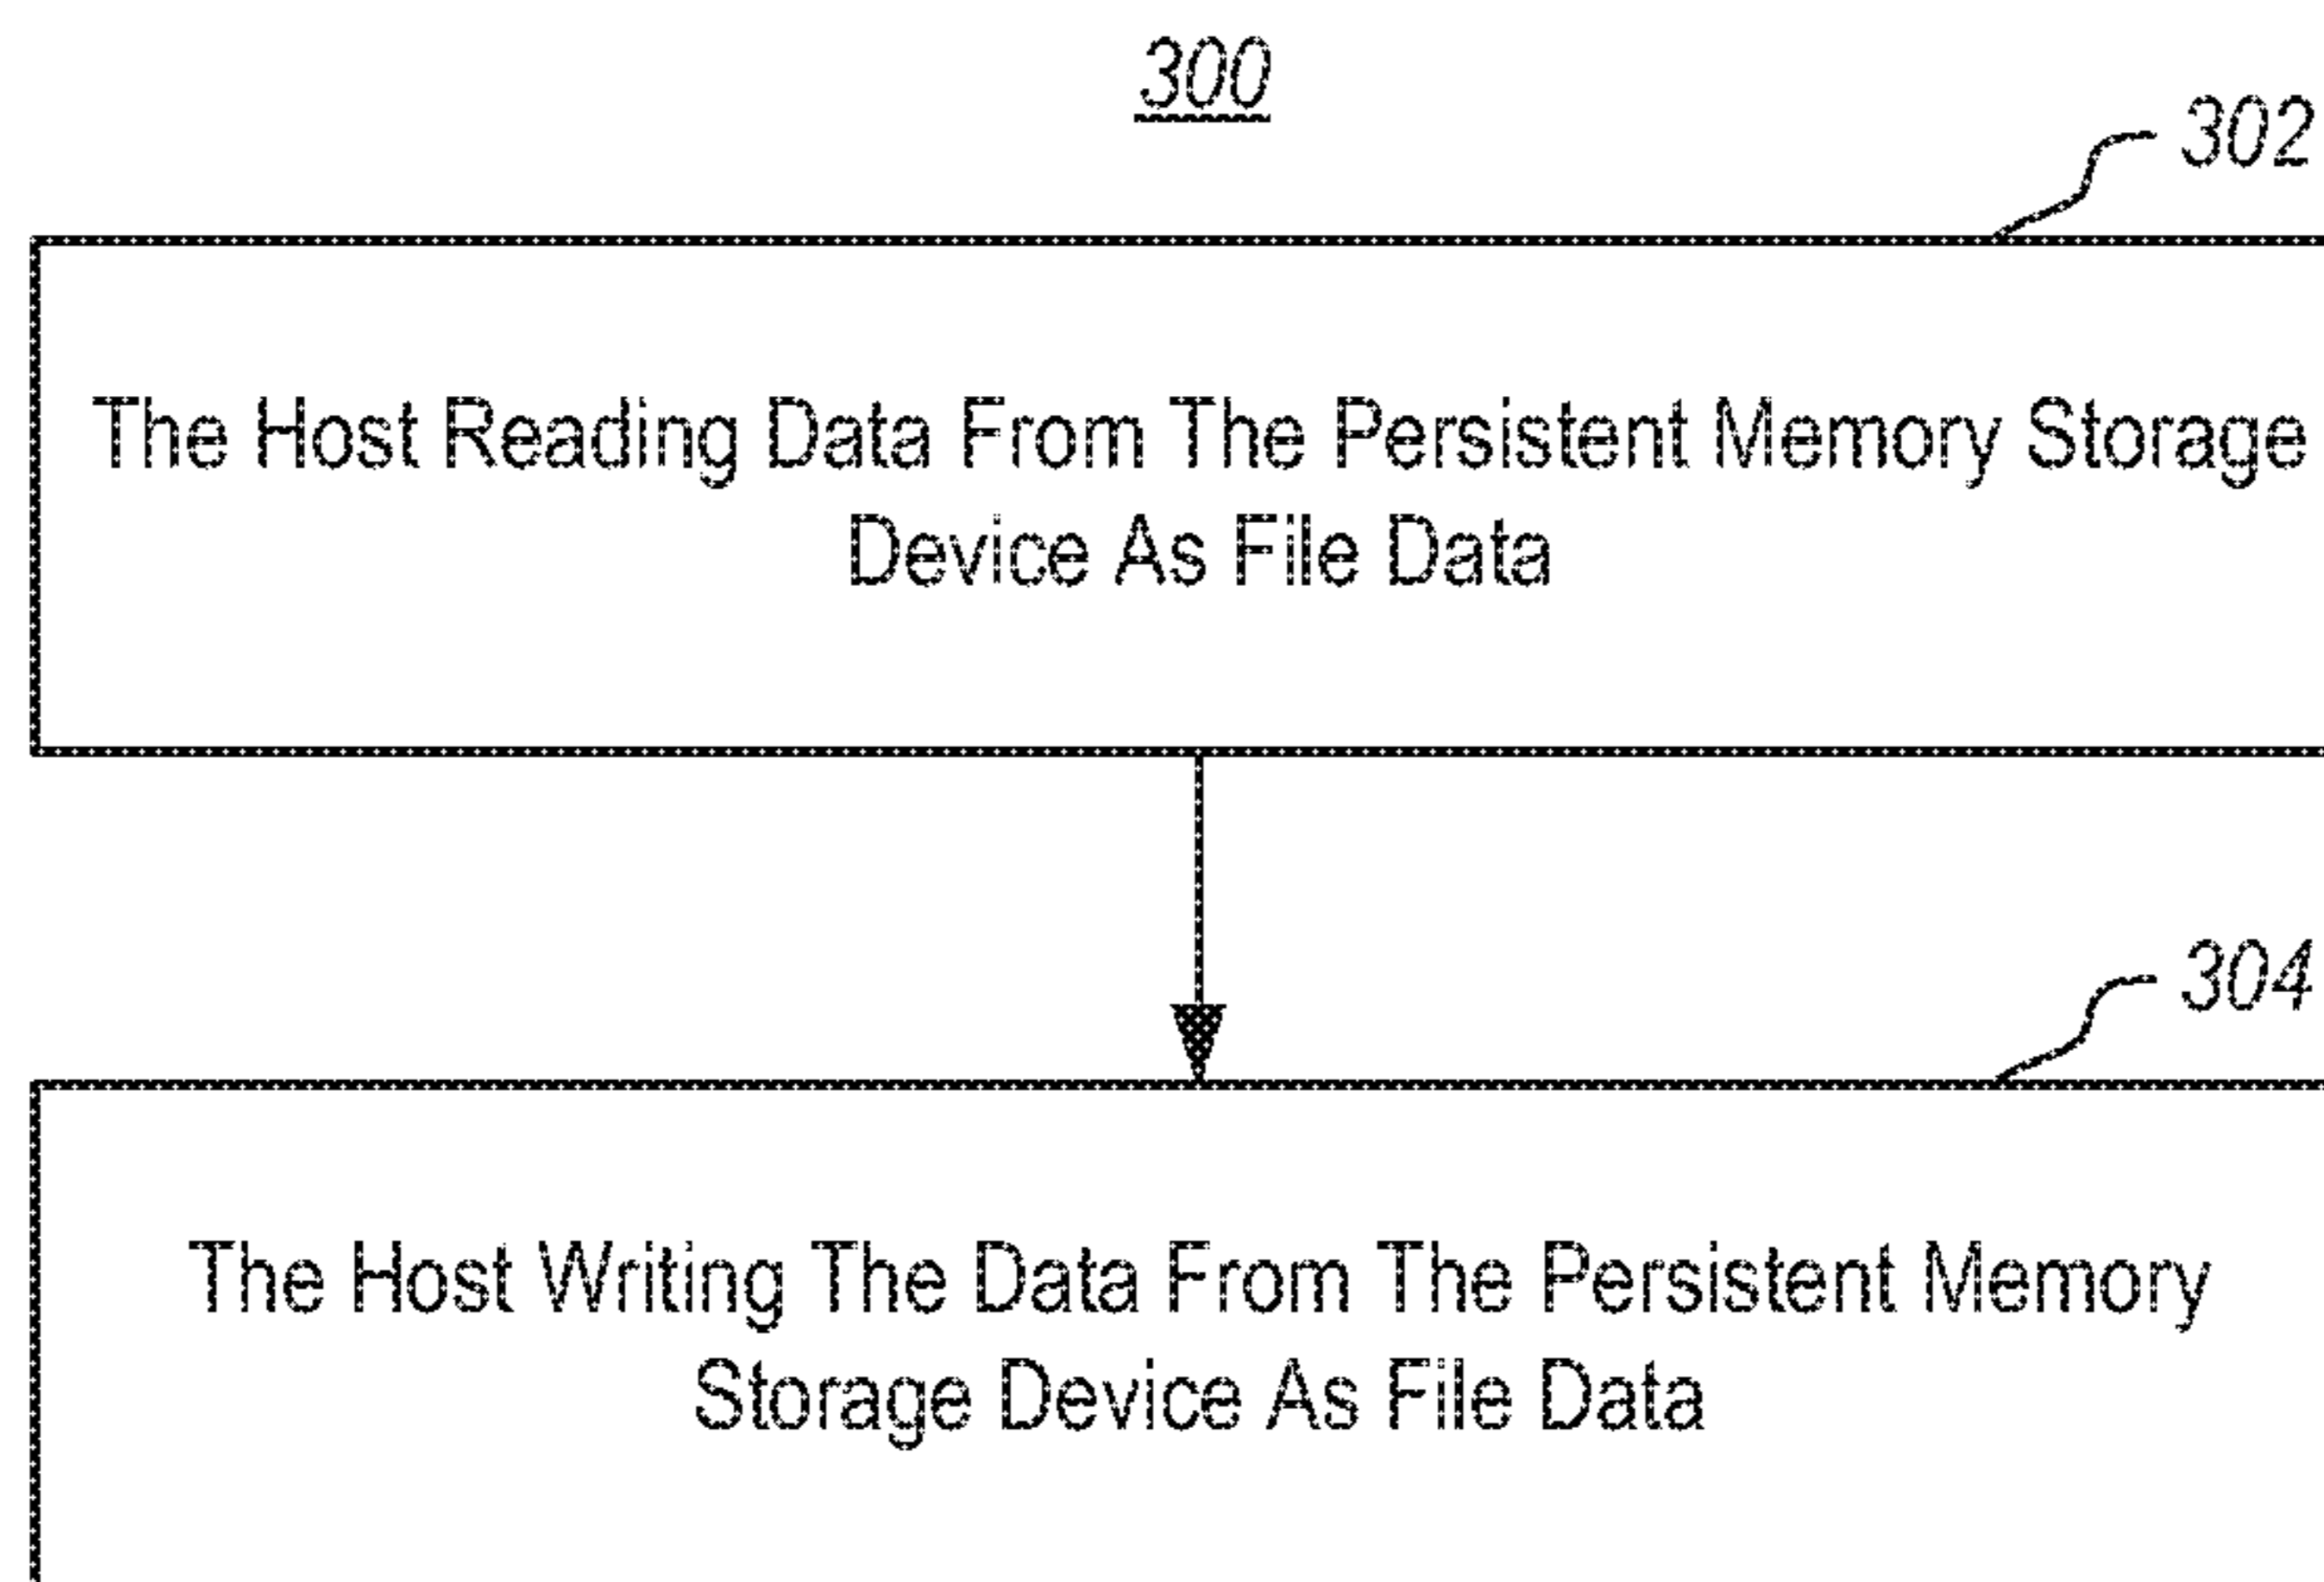 300
302
The Host Reading Data From The Persistent Memory Storage
Device As File Data
304
The Host Writing The Data From The Persistent Memory
Storage Device As File Data